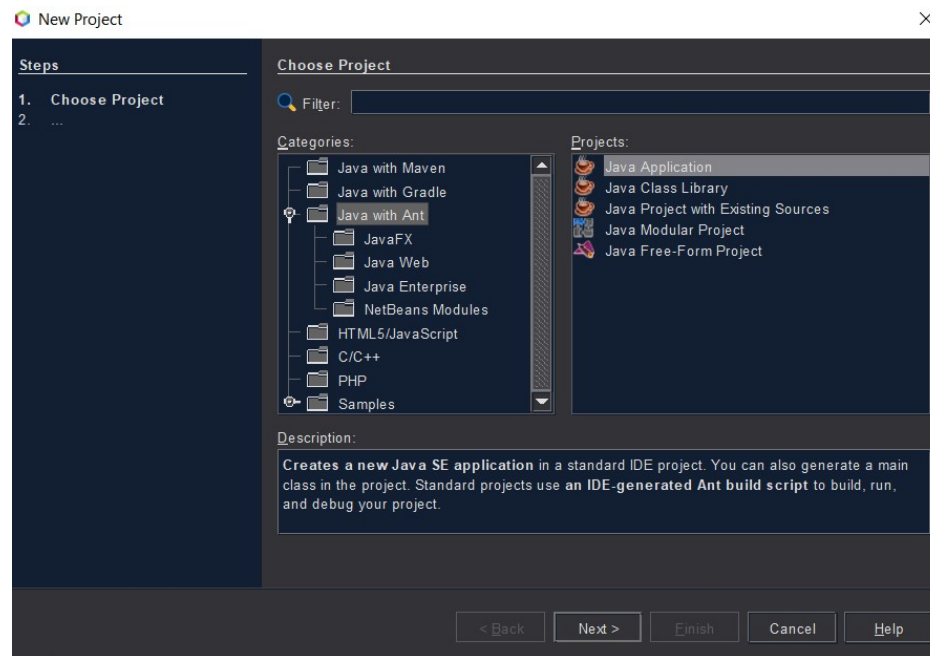 New Project
Steps
1. Choose Project
2. ...
Choose Project
Filter:
Categories:
Java with Maven
Java with Gradle
Java with Ant
JavaFX
Java Web
Java Enterprise
NetBeans Modules
HTML5/JavaScript
C/C++
PHP
Samples
Projects:
Java Application
Java Class Library
Java Project with Existing Sources
Java Modular Project
Java Free-Form Project
Description:
Creates a new Java SE application in a standard IDE project. You can also generate a main
class in the project. Standard projects use an IDE-generated Ant build script to build, run,
and debug your project.
< Back Next > Finish Cancel Help